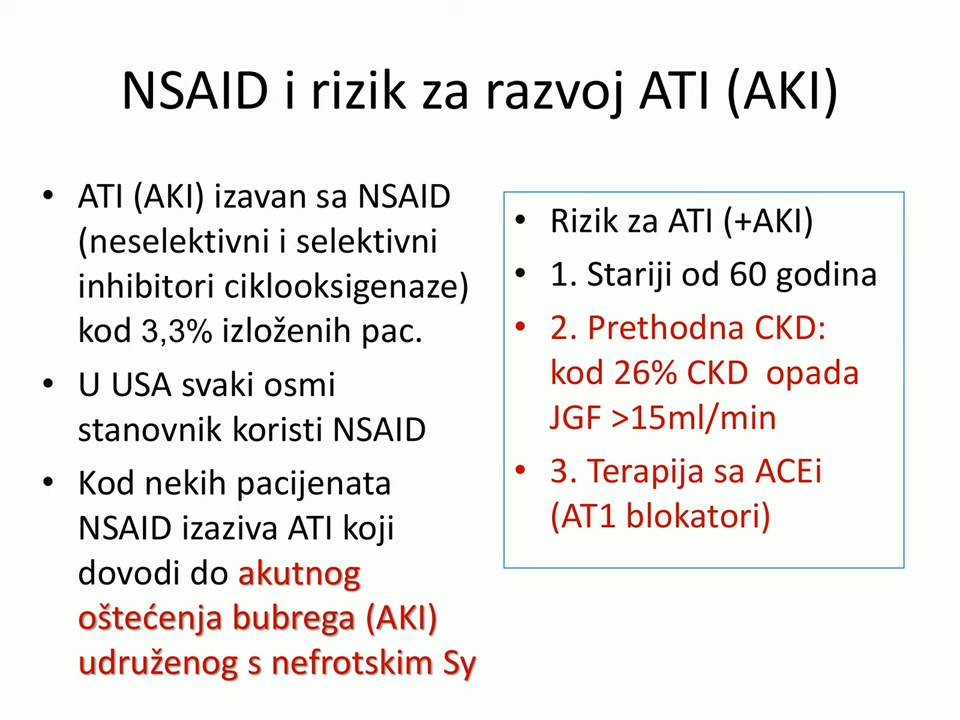 NSAID i rizik za razvoj ATI (AKI)
• ATI (AKI) izavan sa NSAID
(neselektivni i selektivni
inhibitori ciklooksigenaze)
kod 3,3% izloženih pac.
• U USA svaki osmi
stanovnik koristi NSAID
• Kod nekih pacijenata
NSAID izaziva ATI koji
dovodi do akutnog
oštećenja bubrega (AKI)
udruženog s nefrotskim Sy
• Rizik za ATI (+AKI)
• 1. Stariji od 60 godina
• 2. Prethodna CKD:
kod 26% CKD opada
JGF >15ml/min
• 3. Terapija sa ACEi
(AT1 blokatori)